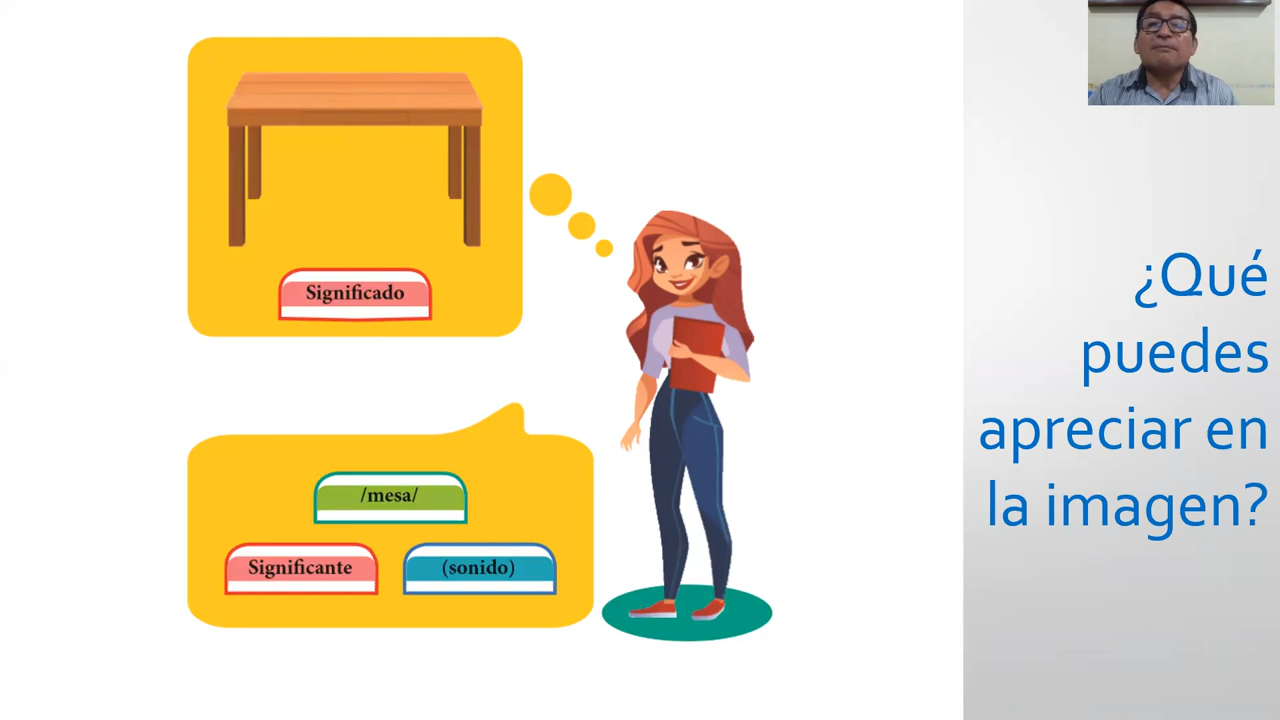 Significado
/mesa/
Significante
(sonido)
¿Qué
puedes
apreciar en
la imagen?